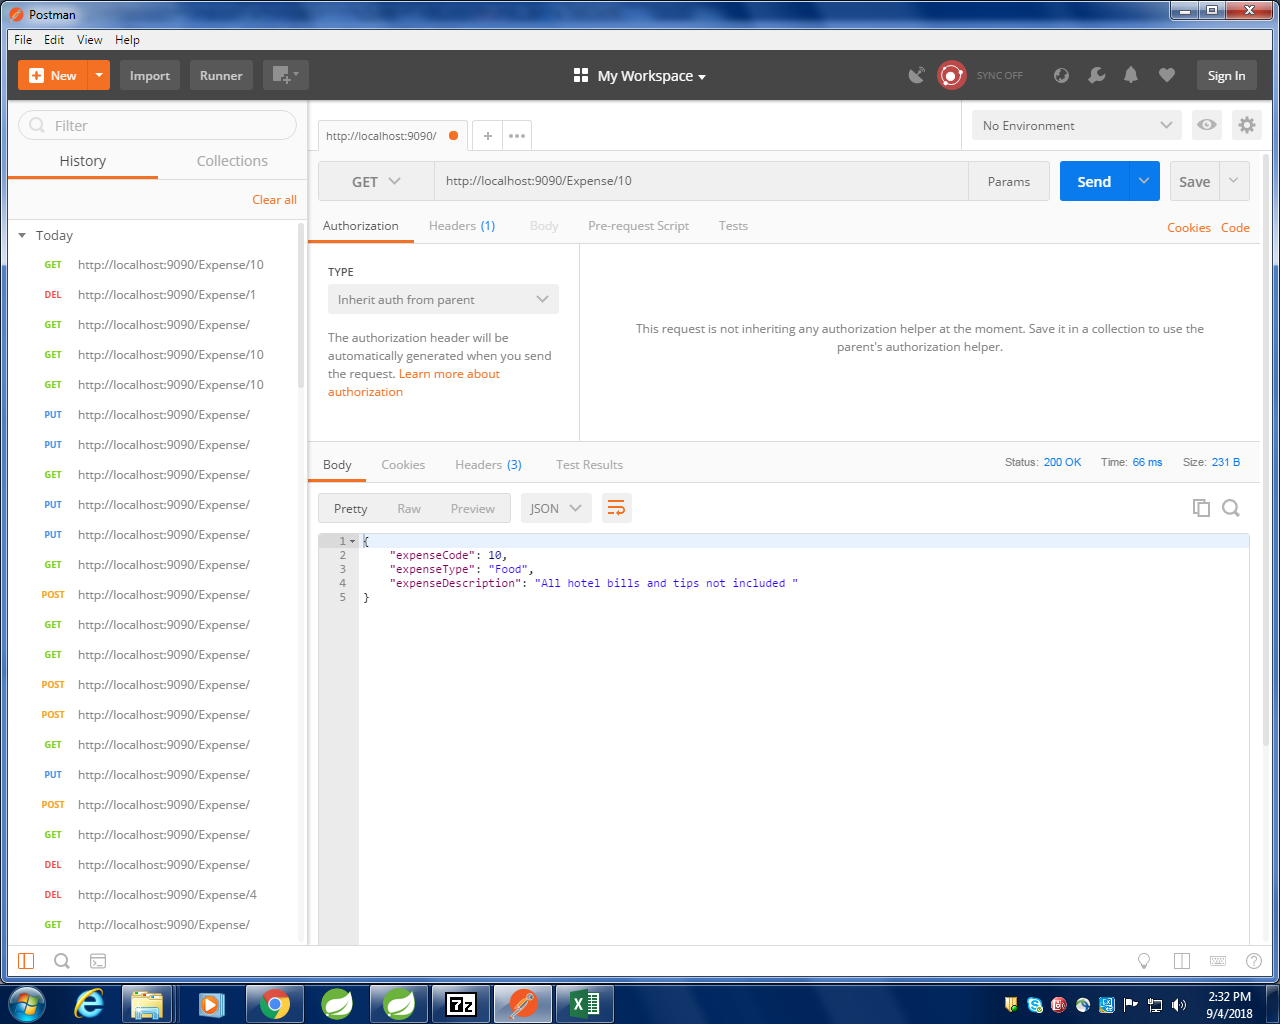 Postman
File Edit View Help
New Import Runner My Workspace SYNC OFF Sign In
Filter
History Collections
Clear all
Today
GET http://localhost:9090/Expense/10
DEL http://localhost:9090/Expense/1
GET http://localhost:9090/Expense/
GET http://localhost:9090/Expense/10
GET http://localhost:9090/Expense/10
PUT http://localhost:9090/Expense/
PUT http://localhost:9090/Expense/
GET http://localhost:9090/Expense/
PUT http://localhost:9090/Expense/
PUT http://localhost:9090/Expense/
GET http://localhost:9090/Expense/
POST http://localhost:9090/Expense/
GET http://localhost:9090/Expense/
GET http://localhost:9090/Expense/
POST http://localhost:9090/Expense/
POST http://localhost:9090/Expense/
GET http://localhost:9090/Expense/
PUT http://localhost:9090/Expense/
POST http://localhost:9090/Expense/
GET http://localhost:9090/Expense/
DEL http://localhost:9090/Expense/
DEL http://localhost:9090/Expense/4
GET http://localhost:9090/Expense/
http://localhost:9090/ + ••• No Environment
GET http://localhost:9090/Expense/10 Params Send Save
Authorization Headers (1) Body Pre-request Script Tests Cookies Code
TYPE
Inherit auth from parent
The authorization header will be
automatically generated when you send
the request. Learn more about
authorization
This request is not inheriting any authorization helper at the moment. Save it in a collection to use the
parent's authorization helper.
Body Cookies Headers (3) Test Results Status: 200 OK Time: 66 ms Size: 231 B
Pretty Raw Preview JSON
1 {
2 "expenseCode": 10,
3 "expenseType": "Food",
4 "expenseDescription": "All hotel bills and tips not included "
5 }
7z
2:32 PM
9/4/2018